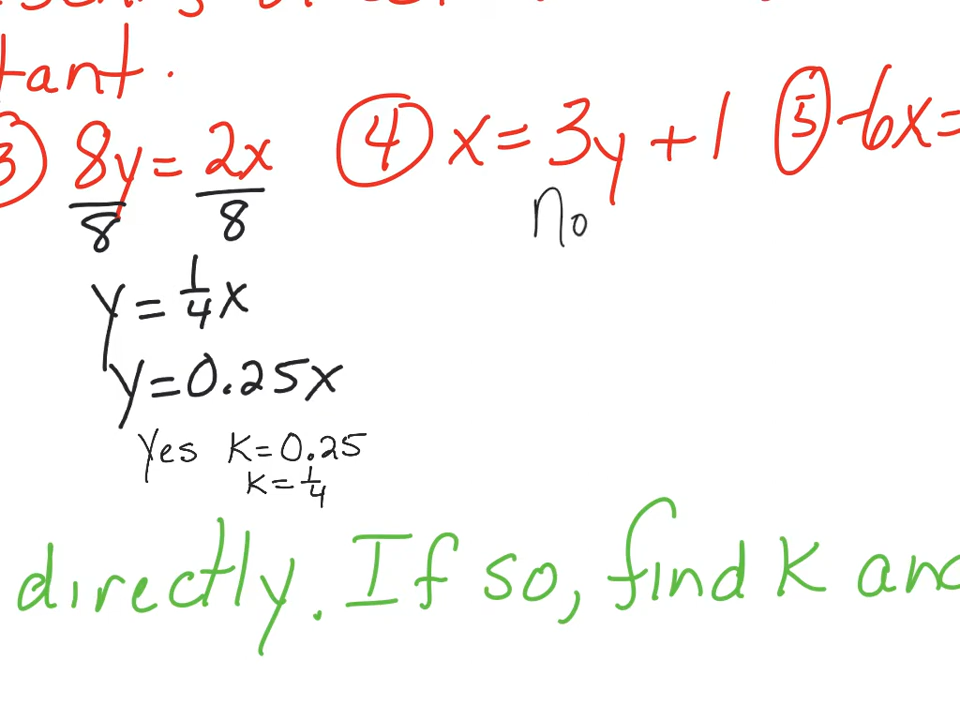 tant.
3 8y = 2x
8 8
y = 1/4 x
y = 0.25x
Yes K = 0.25
K = 1/4
4 x = 3y + 1
no
5 -6x =
directly. If so, find K and